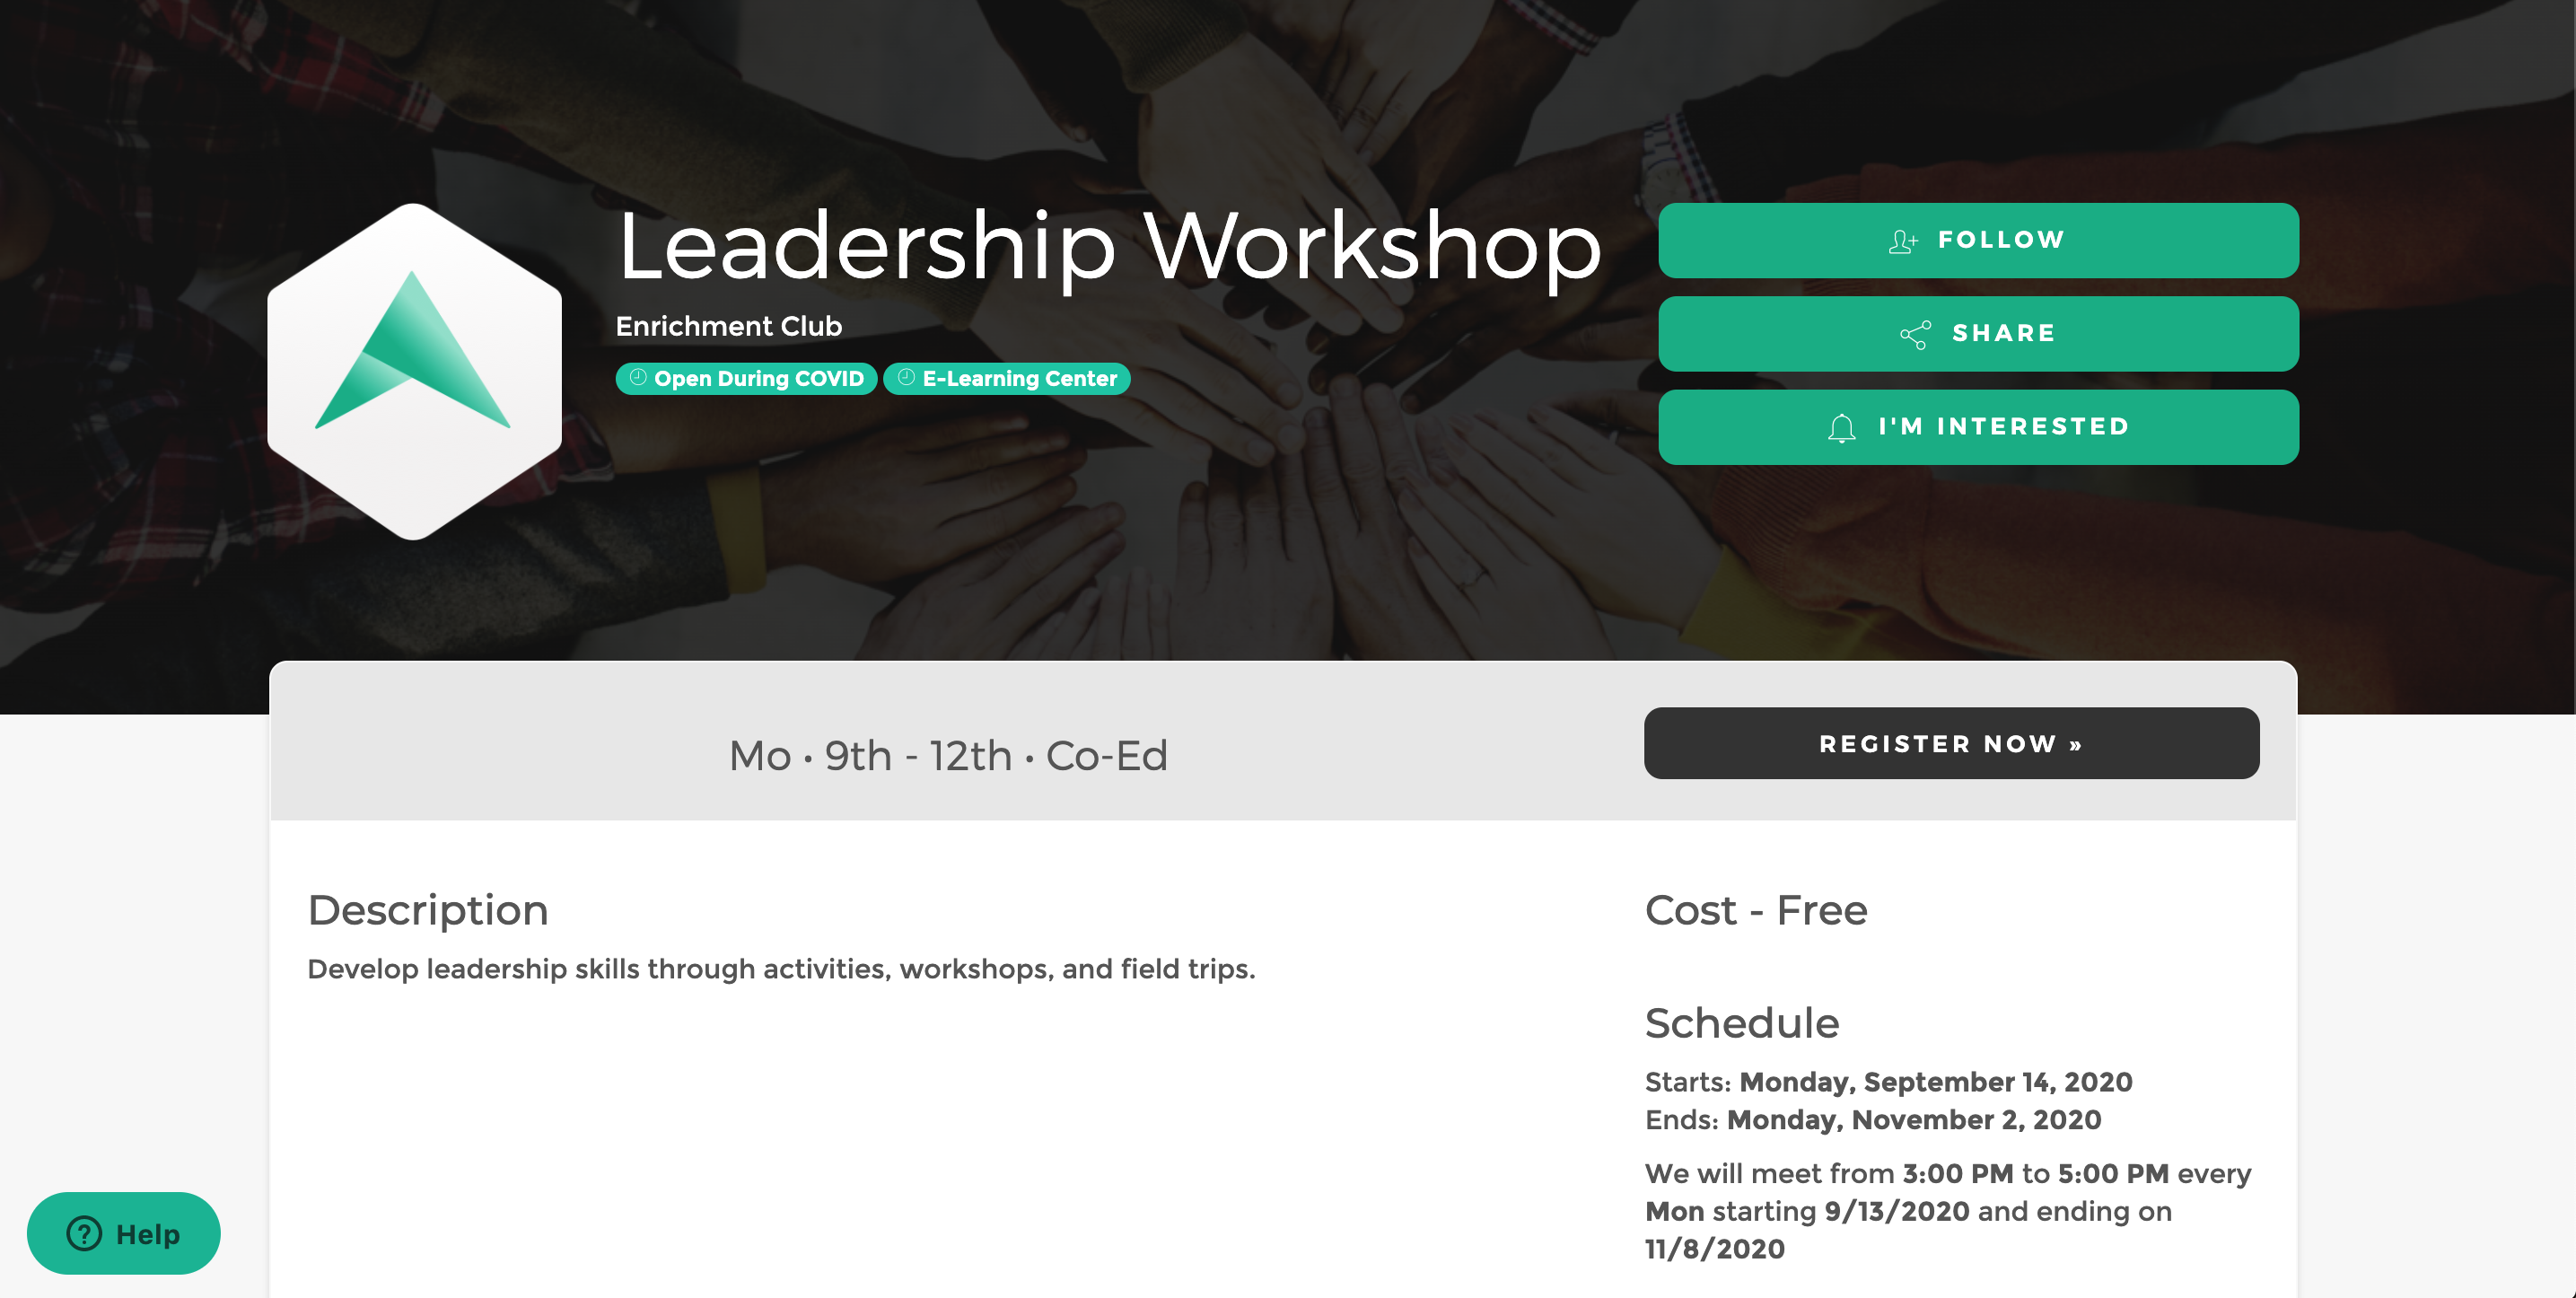 Leadership Workshop
Enrichment Club
Open During COVID
E-Learning Center
FOLLOW
SHARE
I'M INTERESTED
Mo • 9th - 12th • Co-Ed
REGISTER NOW »
Description
Develop leadership skills through activities, workshops, and field trips.
Cost - Free
Schedule
Starts: Monday, September 14, 2020
Ends: Monday, November 2, 2020
We will meet from 3:00 PM to 5:00 PM every
Mon starting 9/13/2020 and ending on
11/8/2020
Help